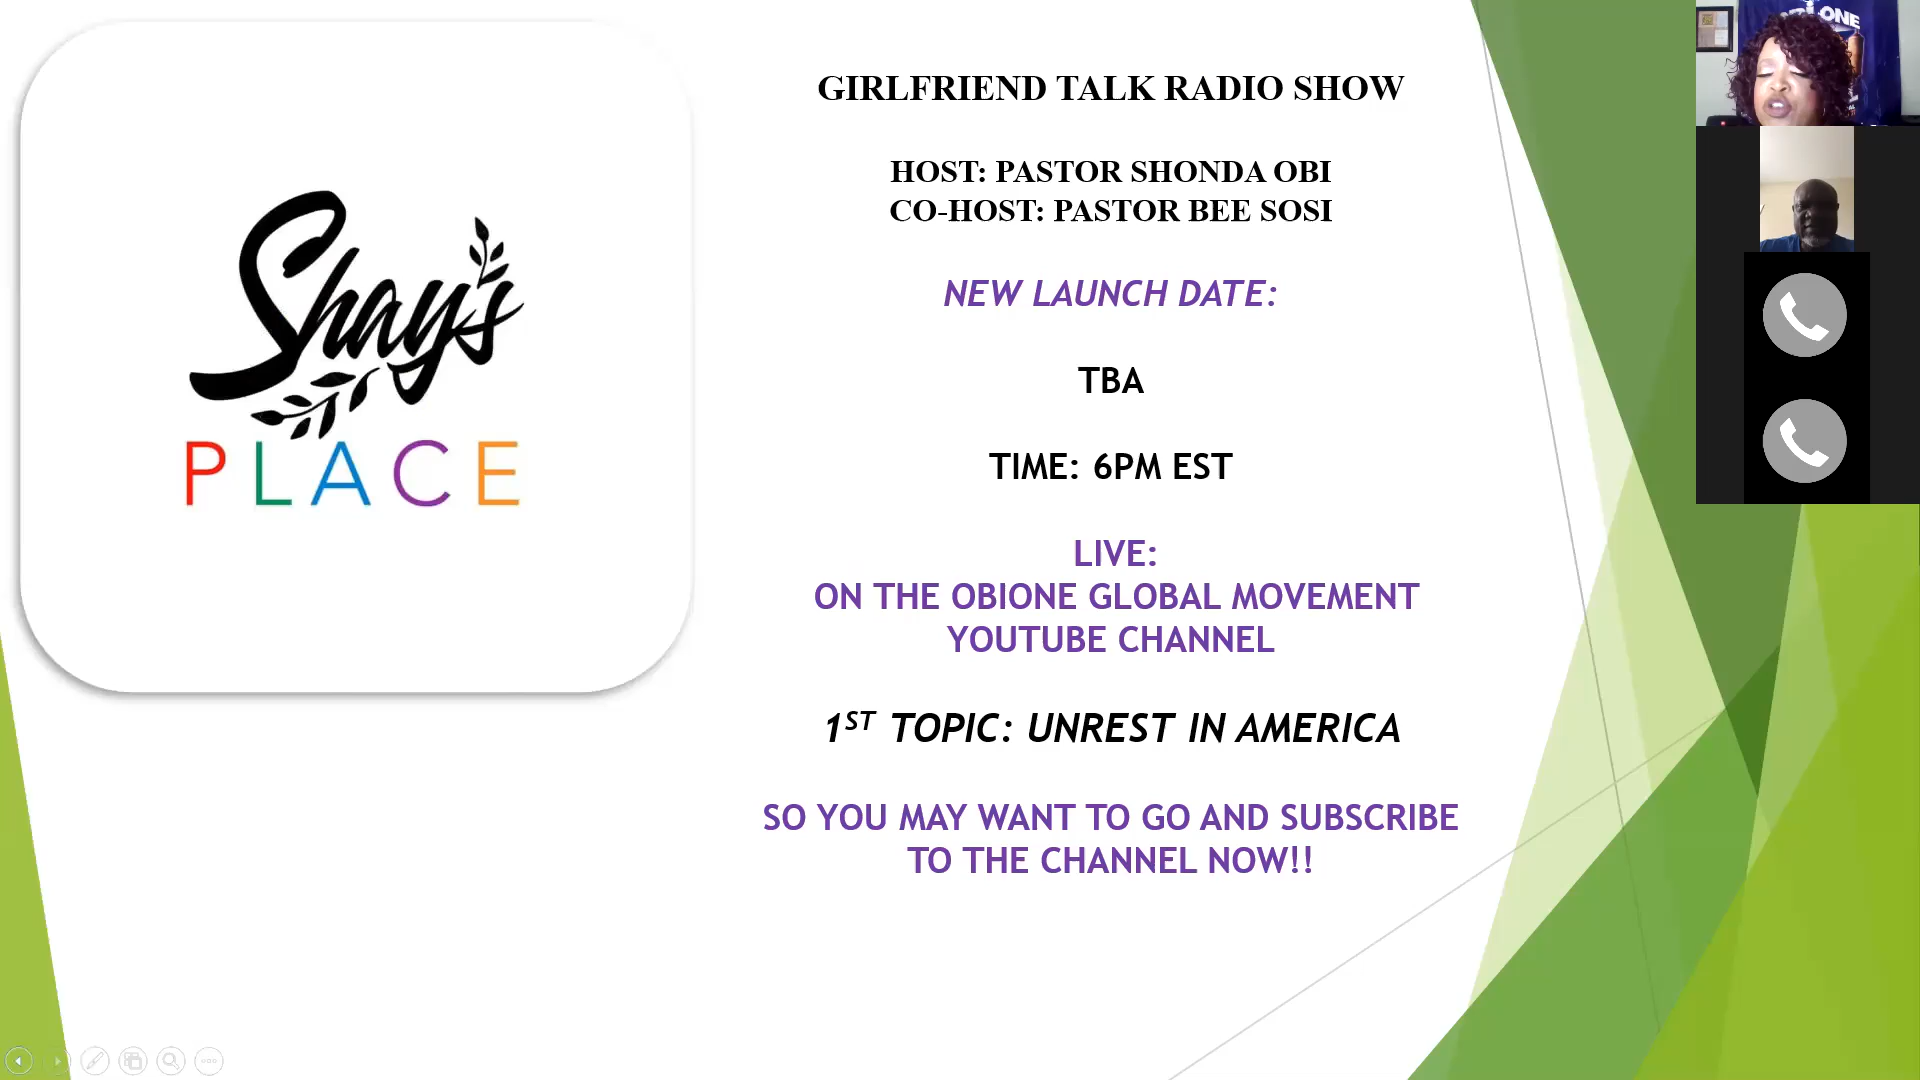 Shay's
PLACE
GIRLFRIEND TALK RADIO SHOW
HOST: PASTOR SHONDA OBI
CO-HOST: PASTOR BEE SOSI
NEW LAUNCH DATE:
TBA
TIME: 6PM EST
LIVE:
ON THE OBIONE GLOBAL MOVEMENT
YOUTUBE CHANNEL
1ST TOPIC: UNREST IN AMERICA
SO YOU MAY WANT TO GO AND SUBSCRIBE
TO THE CHANNEL NOW!!